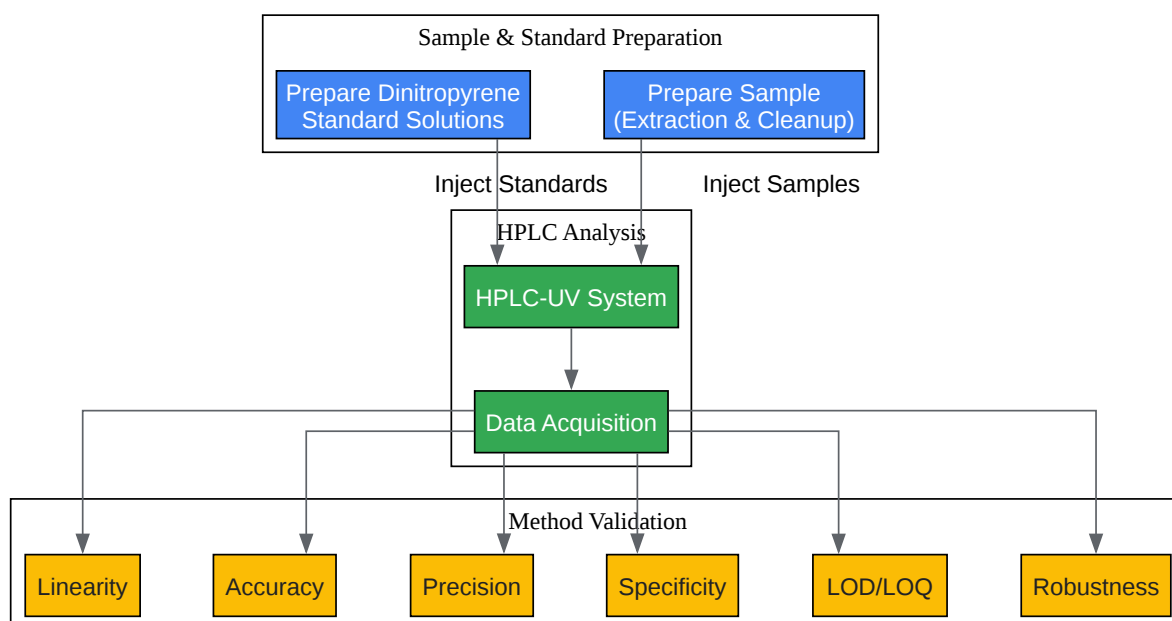 Sample & Standard Preparation
Prepare Dinitropyrene
Standard Solutions
Prepare Sample
(Extraction & Cleanup)
Inject Standards
Inject Samples
HPLC Analysis
HPLC-UV System
Data Acquisition
Method Validation
Linearity
Accuracy
Precision
Specificity
LOD/LOQ
Robustness